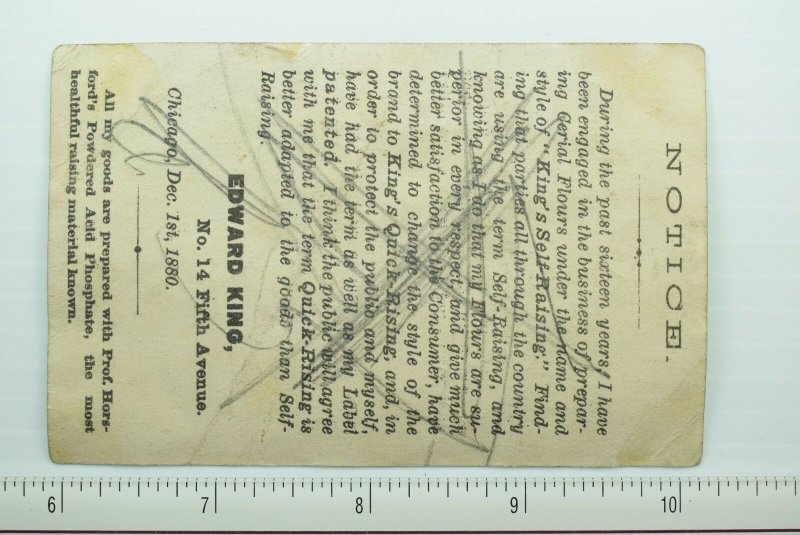 NOTICE.
During the past sixteen years, I have
been engaged in the business of prepar-
ing Cerial Flours under the name and
style of "King's Self-Raising." Find-
ing that parties all through the country
are using the term Self-Raising, and
knowing as I do that my Flours are su-
perior in every respect, and give much
better satisfaction to the Consumer, have
determined to change the style of the
brand to King's Quick-Rising, and, in
order to protect the public and myself,
have had the term as well as my Label
patented. I think the public will agree
with me that the term Quick-Rising is
better adapted to the goods than Self-
Raising.
EDWARD KING,
No. 14 Fifth Avenue.
Chicago, Dec. 1st, 1880.
All my goods are prepared with Prof. Hors-
ford's Powdered Acid Phosphate, the most
healthful raising material known.
6 7 8 9 10